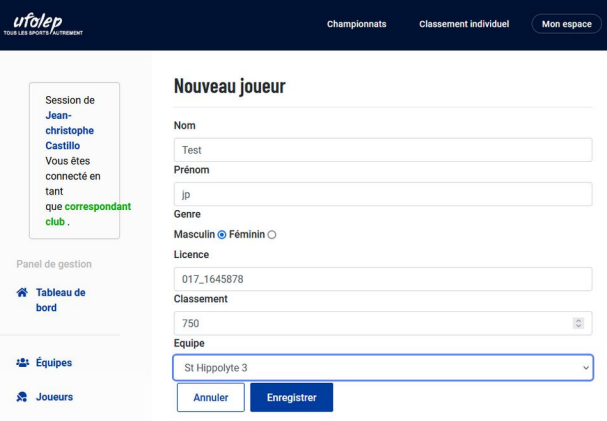 ufolep
TOUS LES SPORTS AUTREMENT
Championnats
Classement individuel
Mon espace
Session de
Jean-
christophe
Castillo
Vous êtes
connecté en
tant
que correspondant
club .
Panel de gestion
Tableau de
bord
Équipes
Joueurs
Nouveau joueur
Nom
Test
Prénom
jp
Genre
Masculin Féminin
Licence
017_1645878
Classement
750
Equipe
St Hippolyte 3
Annuler Enregistrer